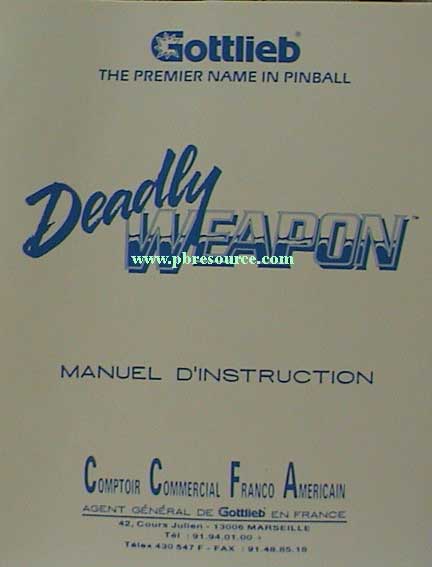 Gottlieb®
THE PREMIER NAME IN PINBALL
Deadly
WEAPON™
www.pbresource.com
MANUEL D'INSTRUCTION
COMPTOIR COMMERCIAL FRANCO AMERICAIN
AGENT GÉNÉRAL DE Gottlieb® EN FRANCE
42, Cours Julien - 13006 MARSEILLE
Tél : 91.94.01.00 +
Télex 430 547 F - FAX : 91.48.85.18